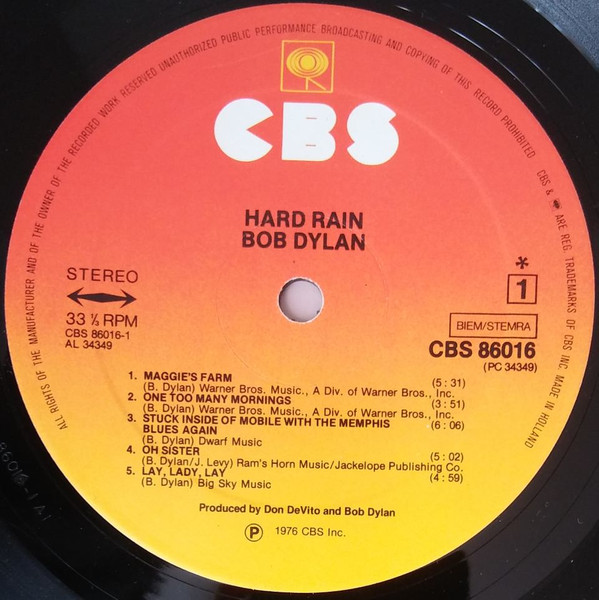 ALL RIGHTS OF THE MANUFACTURER AND OF THE OWNER OF THE RECORDED WORK RESERVED UNAUTHORIZED PUBLIC PERFORMANCE BROADCASTING AND COPYING OF THIS RECORD PROHIBITED CBS & ARE REG. TRADEMARKS OF CBS INC. MADE IN HOLLAND
CBS
HARD RAIN
BOB DYLAN
STEREO
33 ⅓ RPM
CBS 86016-1
AL 34349
*
1
BIEM/STEMRA
CBS 86016
(PC 34349)
1. MAGGIE'S FARM (5 : 31)
(B. Dylan) Warner Bros. Music., A Div. of Warner Bros., Inc.
2. ONE TOO MANY MORNINGS (3 : 51)
(B. Dylan) Warner Bros. Music., A Div. of Warner Bros., Inc.
3. STUCK INSIDE OF MOBILE WITH THE MEMPHIS (6 : 06)
BLUES AGAIN
(B. Dylan) Dwarf Music
4. OH SISTER (5 : 02)
(B. Dylan/J. Levy) Ram's Horn Music/Jackelope Publishing Co.
5. LAY, LADY, LAY (4 : 59)
(B. Dylan) Big Sky Music
Produced by Don DeVito and Bob Dylan
Ⓟ 1976 CBS Inc.